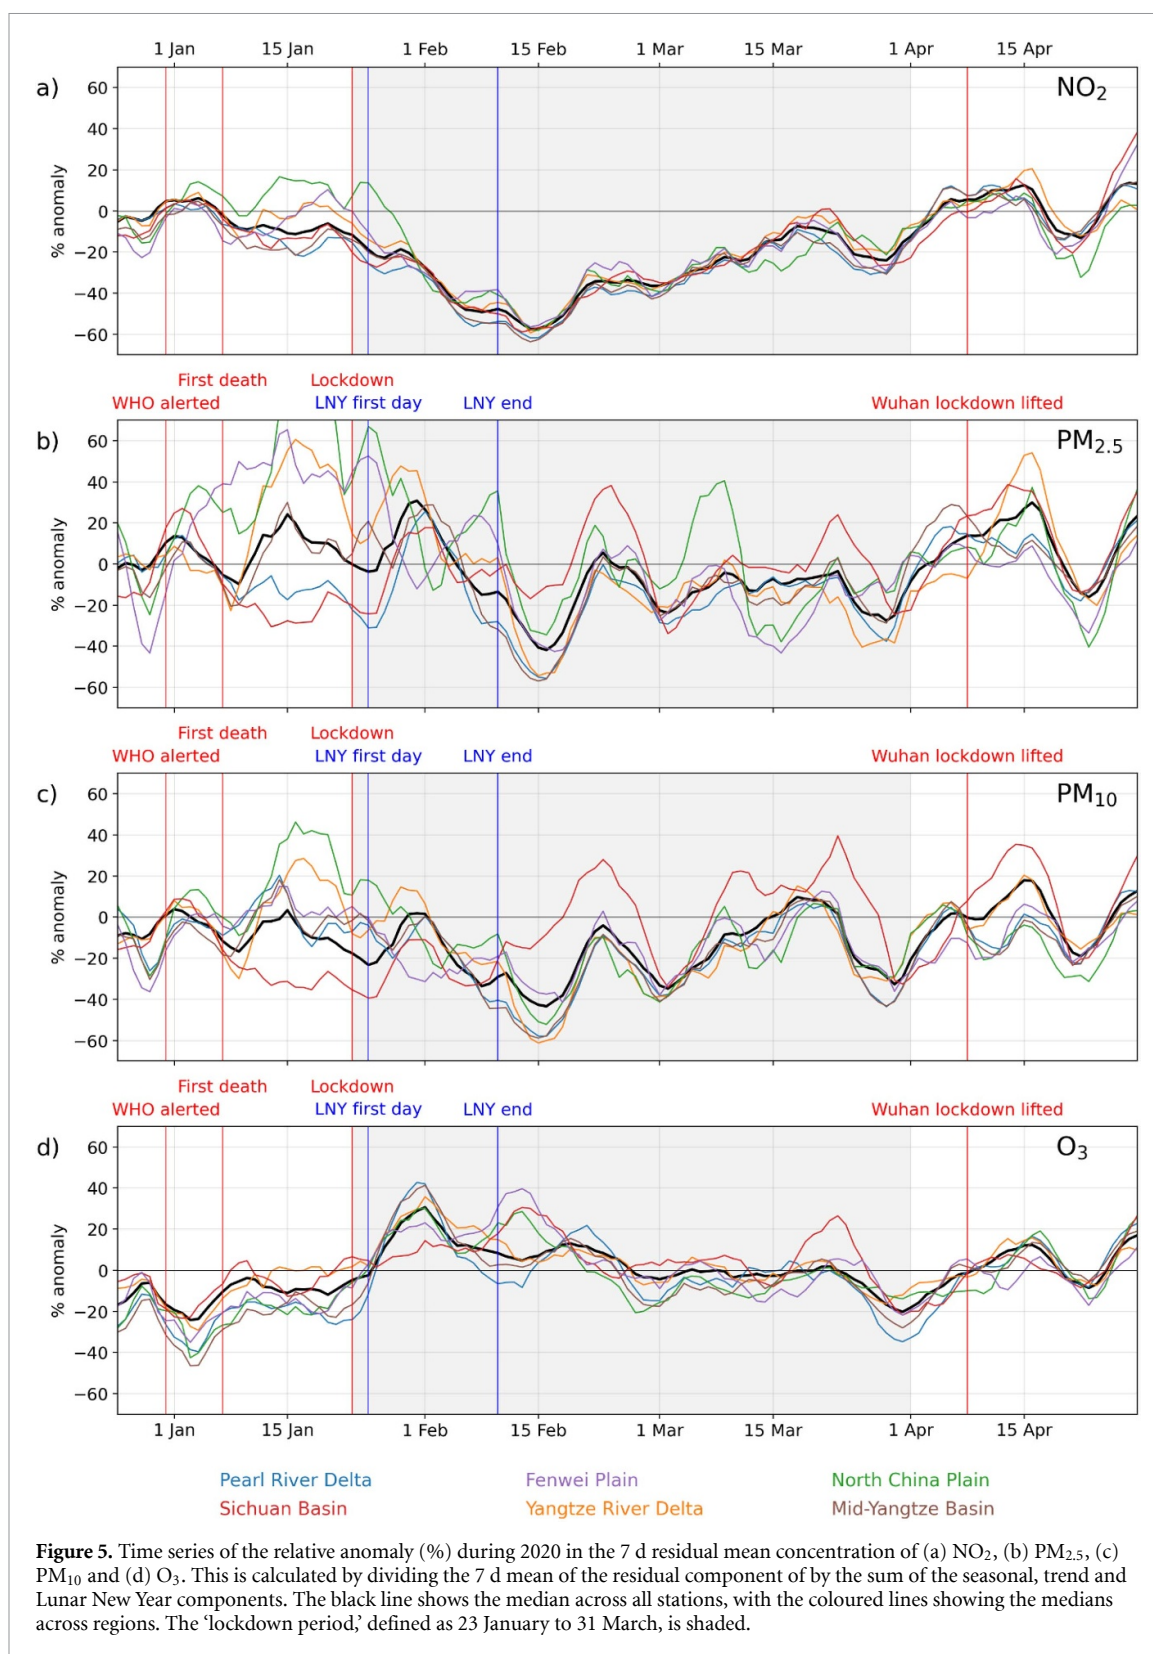 1 Jan 15 Jan 1 Feb 15 Feb 1 Mar 15 Mar 1 Apr 15 Apr
a) NO₂
60
40
20
0
−20
−40
−60
% anomaly
First death Lockdown
WHO alerted LNY first day LNY end Wuhan lockdown lifted
b) PM₂.₅
60
40
20
0
−20
−40
−60
% anomaly
First death Lockdown
WHO alerted LNY first day LNY end Wuhan lockdown lifted
c) PM₁₀
60
40
20
0
−20
−40
−60
% anomaly
First death Lockdown
WHO alerted LNY first day LNY end Wuhan lockdown lifted
d) O₃
60
40
20
0
−20
−40
−60
% anomaly
1 Jan 15 Jan 1 Feb 15 Feb 1 Mar 15 Mar 1 Apr 15 Apr
Pearl River Delta Fenwei Plain North China Plain
Sichuan Basin Yangtze River Delta Mid-Yangtze Basin
Figure 5. Time series of the relative anomaly (%) during 2020 in the 7 d residual mean concentration of (a) NO₂, (b) PM₂.₅, (c)
PM₁₀ and (d) O₃. This is calculated by dividing the 7 d mean of the residual component of by the sum of the seasonal, trend and
Lunar New Year components. The black line shows the median across all stations, with the coloured lines showing the medians
across regions. The ‘lockdown period,’ defined as 23 January to 31 March, is shaded.